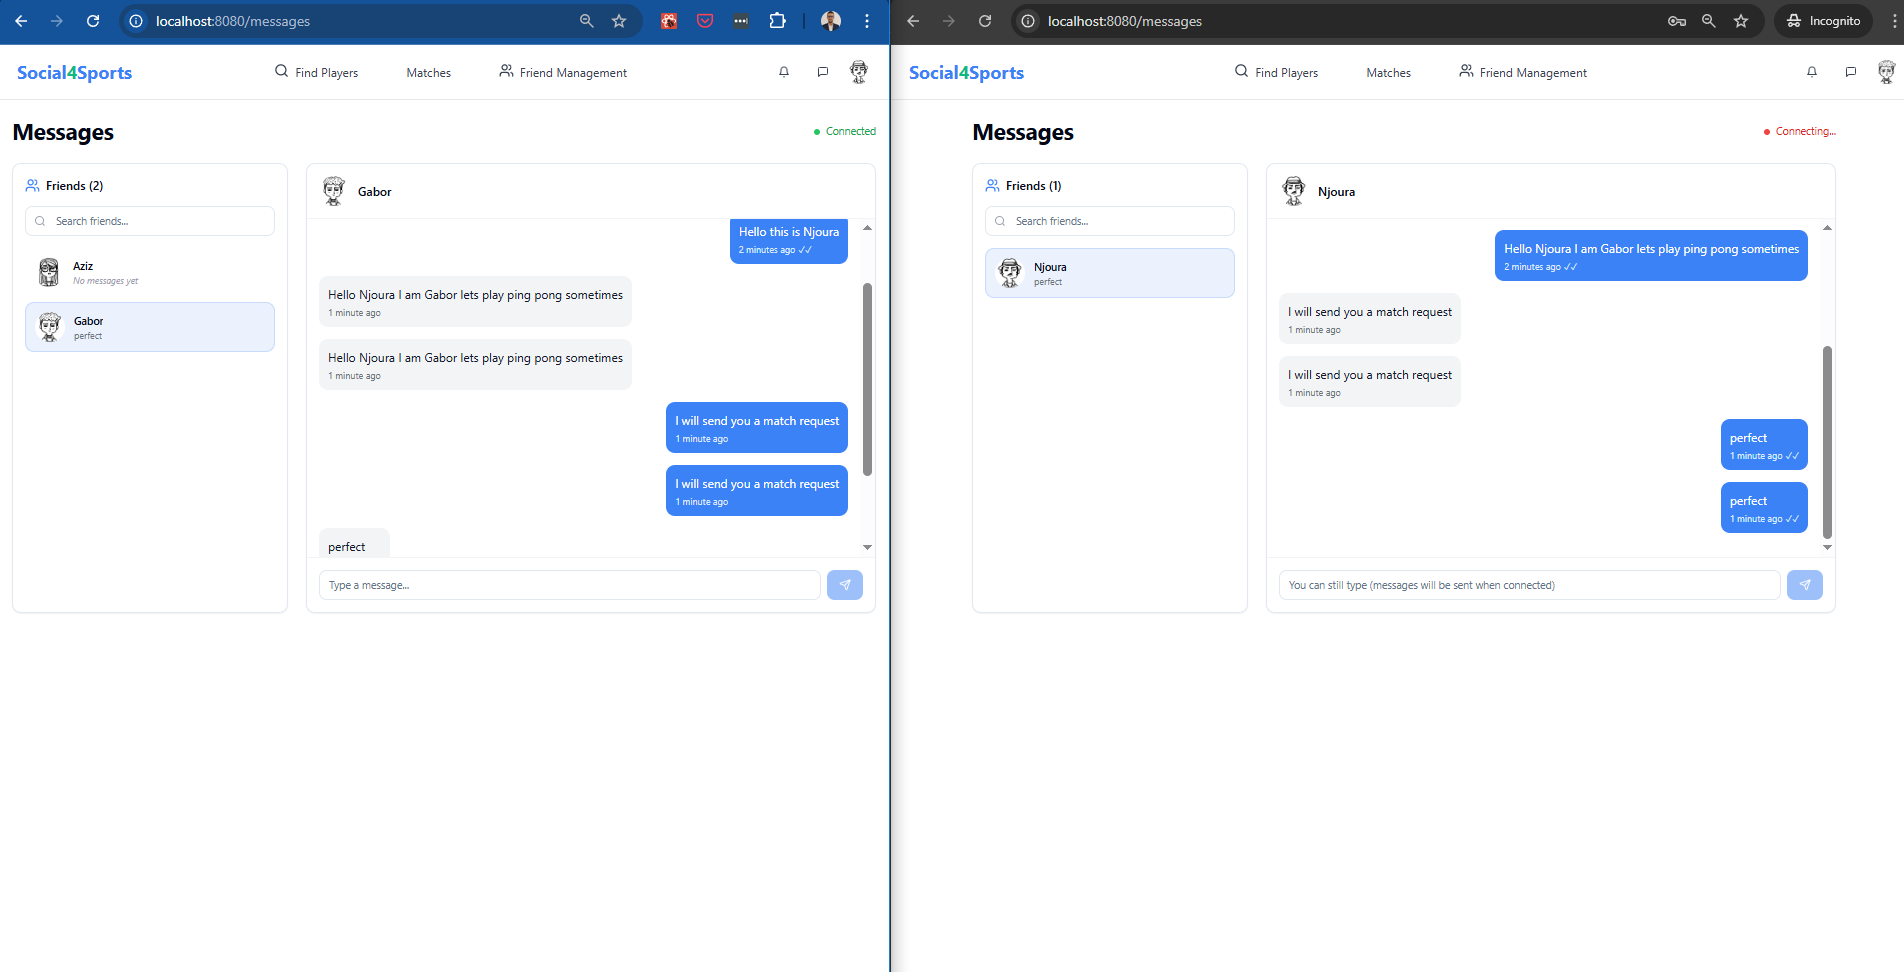 localhost:8080/messages
Social4Sports
Find Players
Matches
Friend Management
Messages
Connected
Friends (2)
Search friends...
Aziz
No messages yet
Gabor
perfect
Gabor
Hello this is Njoura
2 minutes ago ✓✓
Hello Njoura I am Gabor lets play ping pong sometimes
1 minute ago
Hello Njoura I am Gabor lets play ping pong sometimes
1 minute ago
I will send you a match request
1 minute ago
I will send you a match request
1 minute ago
perfect
Type a message...
localhost:8080/messages
Incognito
Social4Sports
Find Players
Matches
Friend Management
Messages
Connecting...
Friends (1)
Search friends...
Njoura
perfect
Njoura
Hello Njoura I am Gabor lets play ping pong sometimes
2 minutes ago ✓✓
I will send you a match request
1 minute ago
I will send you a match request
1 minute ago
perfect
1 minute ago ✓✓
perfect
1 minute ago ✓✓
You can still type (messages will be sent when connected)